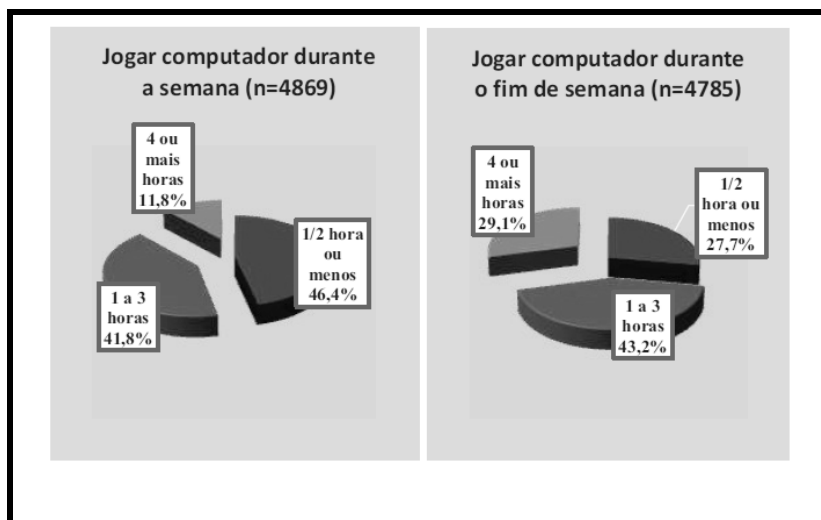 Jogar computador durante
a semana (n=4869)
4 ou
mais
horas
11,8%
1/2 hora
ou
menos
46,4%
1 a 3
horas
41,8%
Jogar computador durante
o fim de semana (n=4785)
4 ou
mais
horas
29,1%
1/2
hora ou
menos
27,7%
1 a 3
horas
43,2%